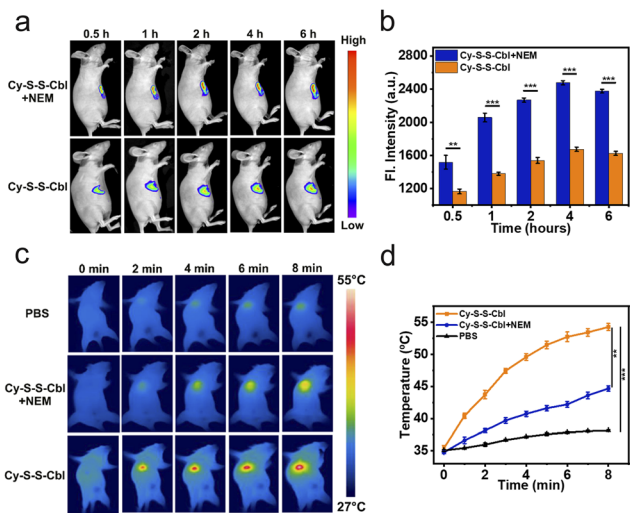 a
0.5 h 1 h 2 h 4 h 6 h
Cy-S-S-Cbl
+NEM
Cy-S-S-Cbl
High
Low
b
Fl. Intensity (a.u.)
2800
2400
2000
1600
1200
Cy-S-S-Cbl+NEM
Cy-S-S-Cbl
** *** *** *** ***
0.5 1 2 4 6
Time (hours)
c
0 min 2 min 4 min 6 min 8 min
PBS
Cy-S-S-Cbl
+NEM
Cy-S-S-Cbl
55°C
27°C
d
Temperature (°C)
55
50
45
40
35
Cy-S-S-Cbl
Cy-S-S-Cbl+NEM
PBS
**
***
0 2 4 6 8
Time (min)